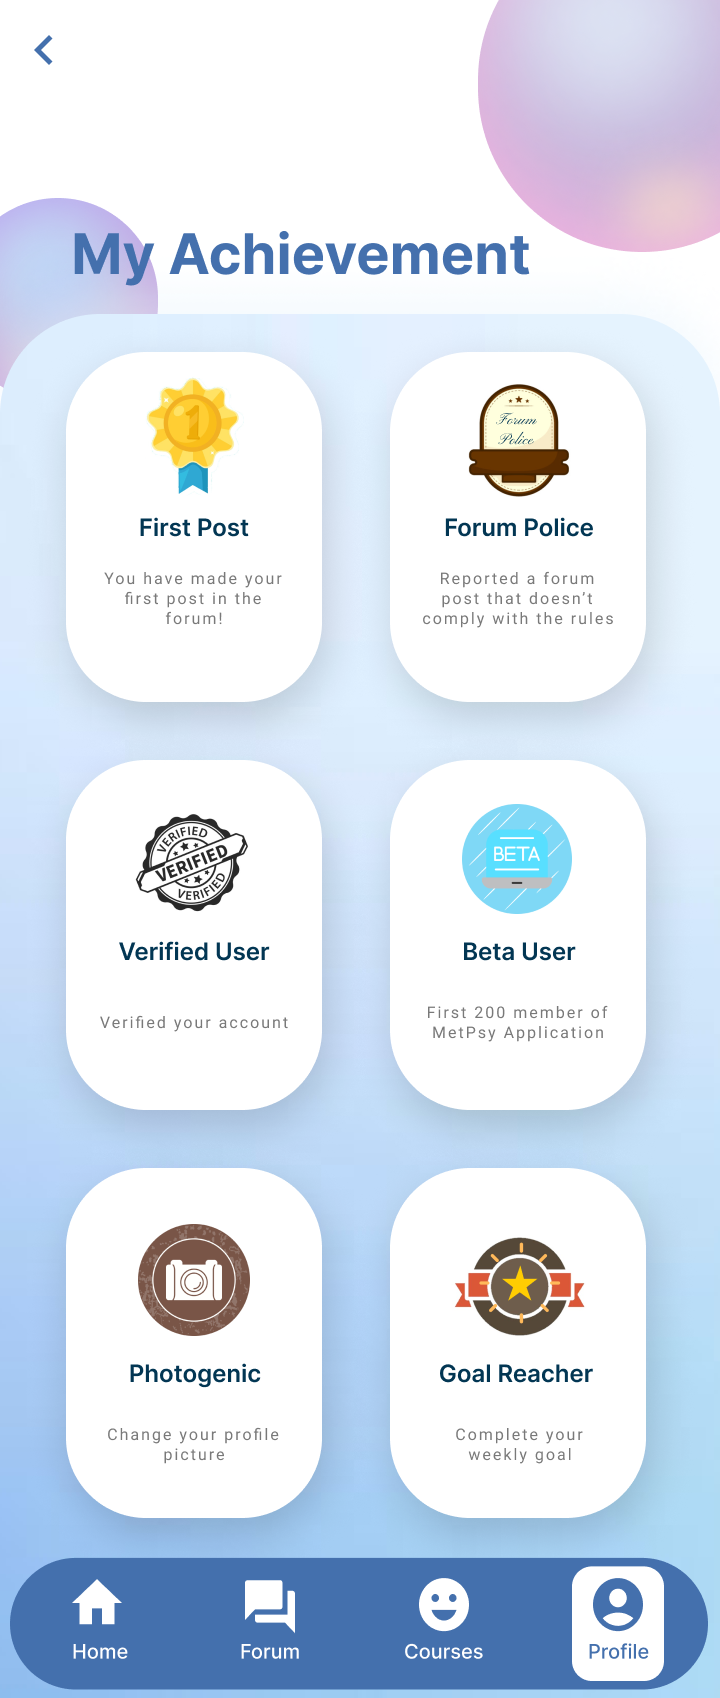 My Achievement
1
Forum
Police
First Post
Forum Police
You have made your
first post in the
forum!
Reported a forum
post that doesn’t
comply with the rules
VERIFIED
VERIFIED
VERIFIED
BETA
Verified User
Beta User
Verified your account
First 200 member of
MetPsy Application
Photogenic
Goal Reacher
Change your profile
picture
Complete your
weekly goal
Home
Forum
Courses
Profile